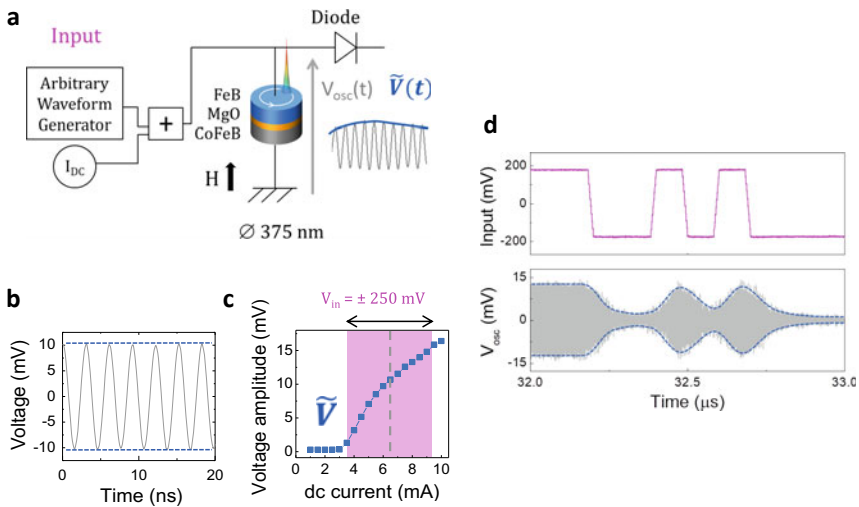 a
Input
Diode
Arbitrary
Waveform
Generator
+
I_DC
FeB
MgO
CoFeB
H
V_osc(t)
Ṽ(t)
∅ 375 nm
b
Voltage (mV)
10
5
0
-5
-10
0
10
20
Time (ns)
c
V_in = ± 250 mV
Voltage amplitude (mV)
15
10
5
0
Ṽ
0
2
4
6
8
10
dc current (mA)
d
Input (mV)
200
0
-200
V_osc (mV)
15
0
-15
32.0
32.5
33.0
Time (μs)